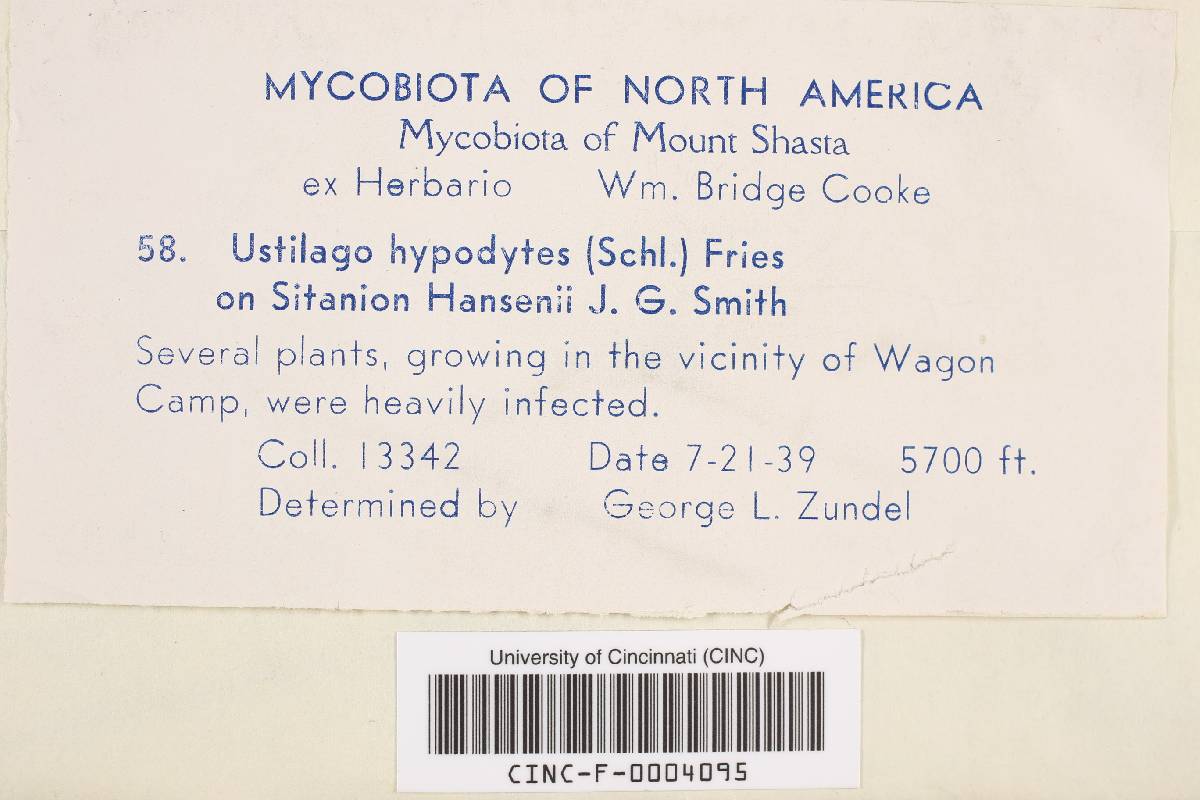 MYCOBIOTA OF NORTH AMERICA
Mycobiota of Mount Shasta
ex Herbario Wm. Bridge Cooke
58. Ustilago hypodytes (Schl.) Fries
on Sitanion Hansenii J. G. Smith
Several plants, growing in the vicinity of Wagon
Camp, were heavily infected.
Coll. 13342 Date 7-21-39 5700 ft.
Determined by George L. Zundel
University of Cincinnati (CINC)
CINC-F-0004095